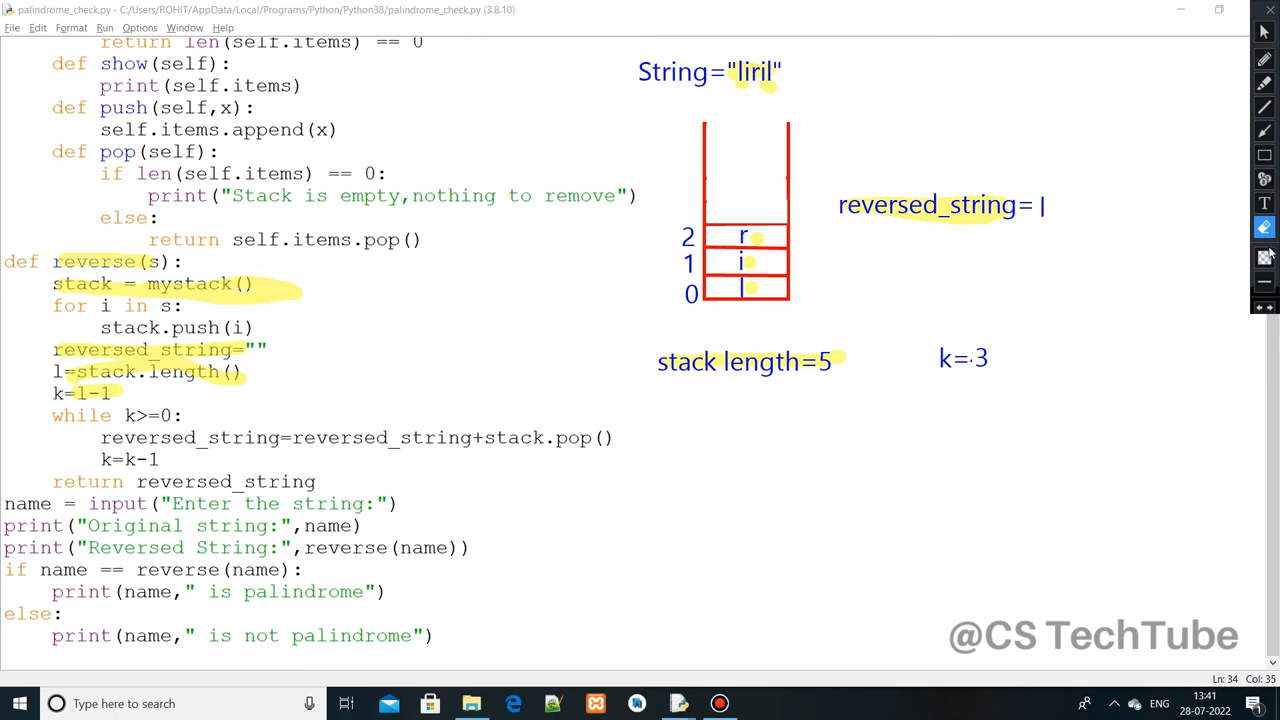 palindrome_check.py - C:/Users/ROHIT/AppData/Local/Programs/Python/Python38/palindrome_check.py (3.8.10)
File Edit Format Run Options Window Help
return len(self.items) == 0
def show(self):
print(self.items)
def push(self,x):
self.items.append(x)
def pop(self):
if len(self.items) == 0:
print("Stack is empty,nothing to remove")
else:
return self.items.pop()
def reverse(s):
stack = mystack()
for i in s:
stack.push(i)
reversed_string=""
l=stack.length()
k=l-1
while k>=0:
reversed_string=reversed_string+stack.pop()
k=k-1
return reversed_string
name = input("Enter the string:")
print("Original string:",name)
print("Reversed String:",reverse(name))
if name == reverse(name):
print(name," is palindrome")
else:
print(name," is not palindrome")
String="liril"
2 r
1 i
0 l
reversed_string= l
stack length=5
k= 3
T
@CS TechTube
Ln: 34 Col: 35
Type here to search
13:41
28-07-2022
1